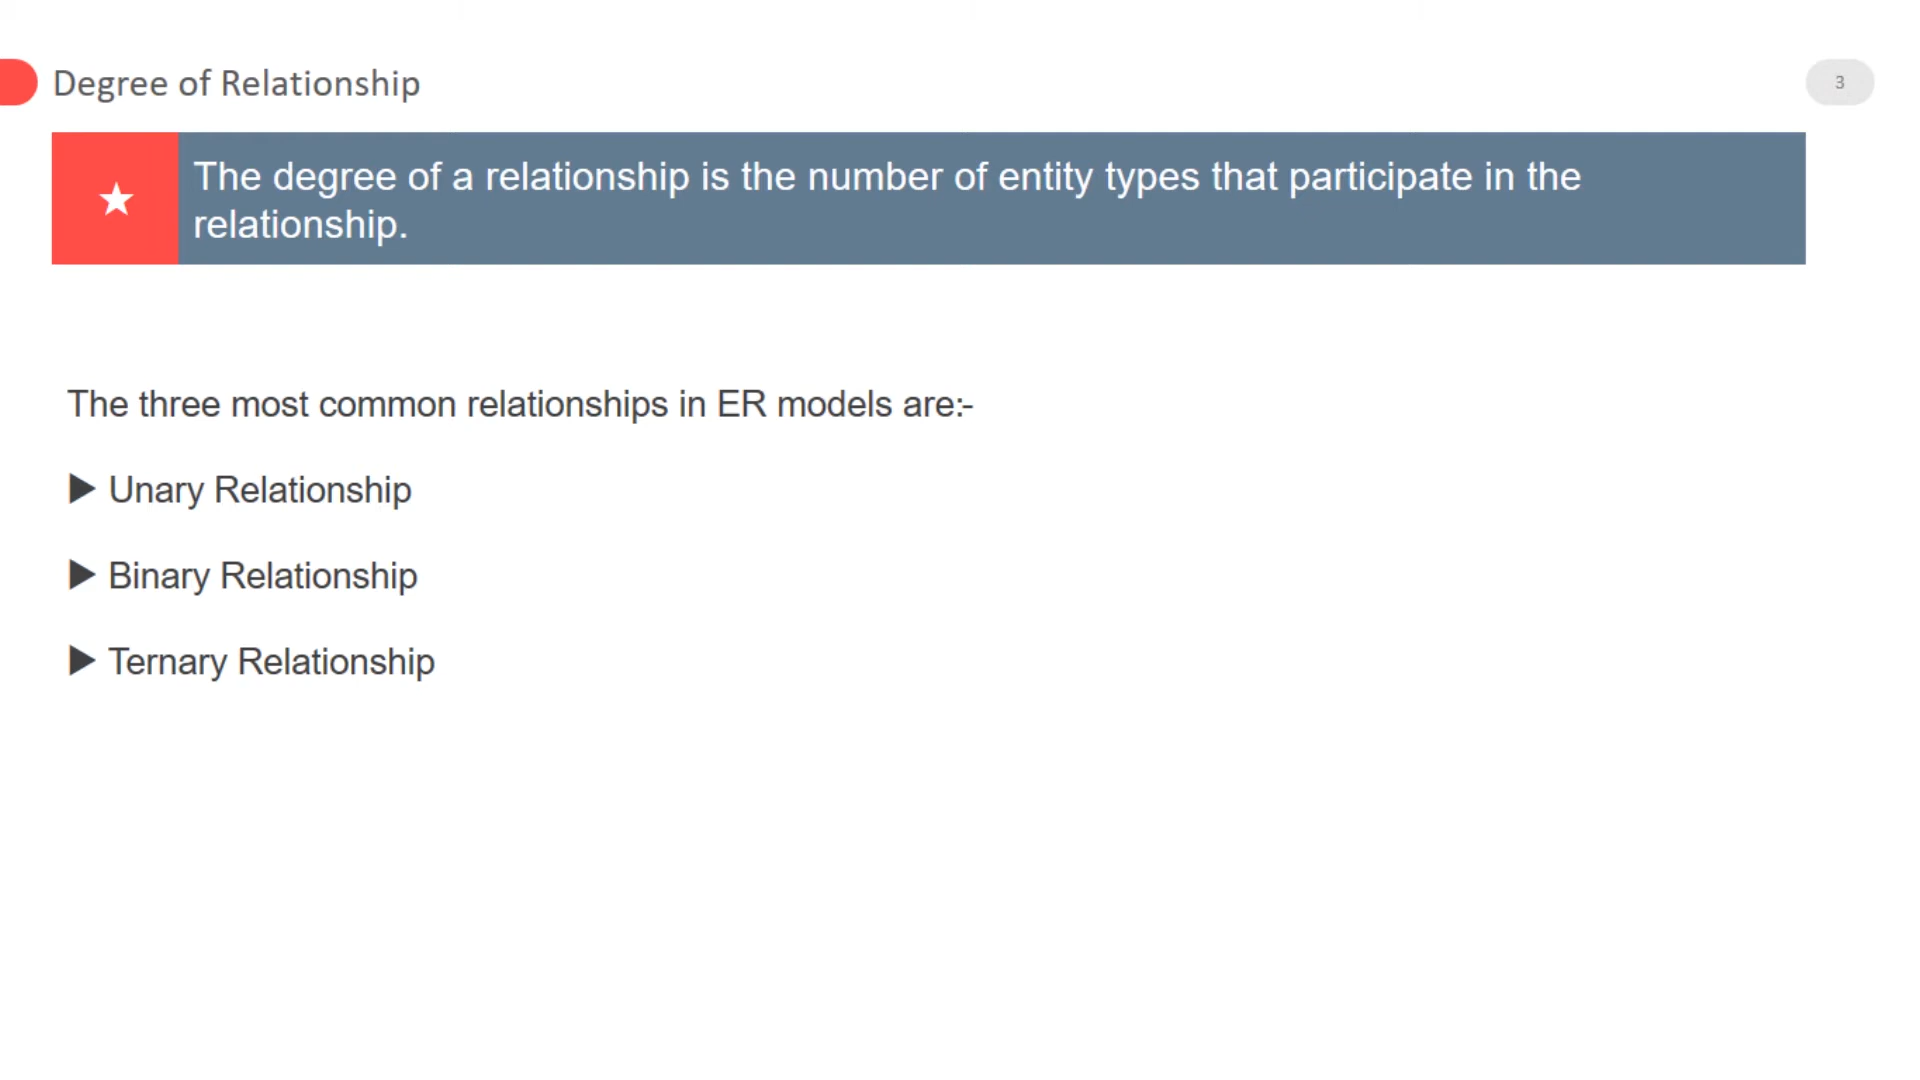 Degree of Relationship
3
The degree of a relationship is the number of entity types that participate in the
relationship.
The three most common relationships in ER models are:-
Unary Relationship
Binary Relationship
Ternary Relationship